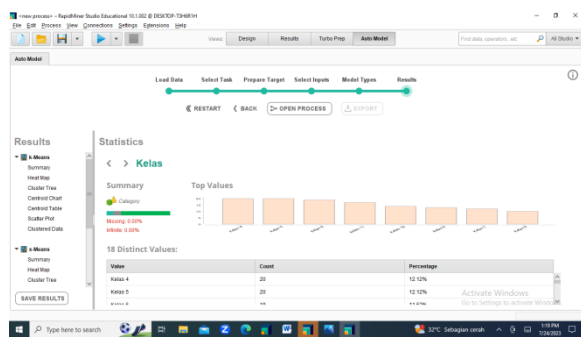 <new process> – RapidMiner Studio Educational 10.1.002 @ DESKTOP-T3H6R1H
File Edit Process View Connections Settings Extensions Help
Views: Design Results Turbo Prep Auto Model
Find data, operators...etc All Studio
Auto Model
Load Data Select Task Prepare Target Select Inputs Model Types Results
RESTART BACK OPEN PROCESS EXPORT
Results
k-Means
Summary
Heat Map
Cluster Tree
Centroid Chart
Centroid Table
Scatter Plot
Clustered Data
x-Means
Summary
Heat Map
Cluster Tree
SAVE RESULTS
Statistics
Kelas
Summary
Category
Missing: 0.00%
Infinite: 0.00%
Top Values
18 Distinct Values:
Value Count Percentage
Kelas 4 20 12.12%
Kelas 5 20 12.12%
Activate Windows
Go to Settings to activate Windows.
Type here to search
32°C Sebagian cerah
1:18 PM
7/24/2023